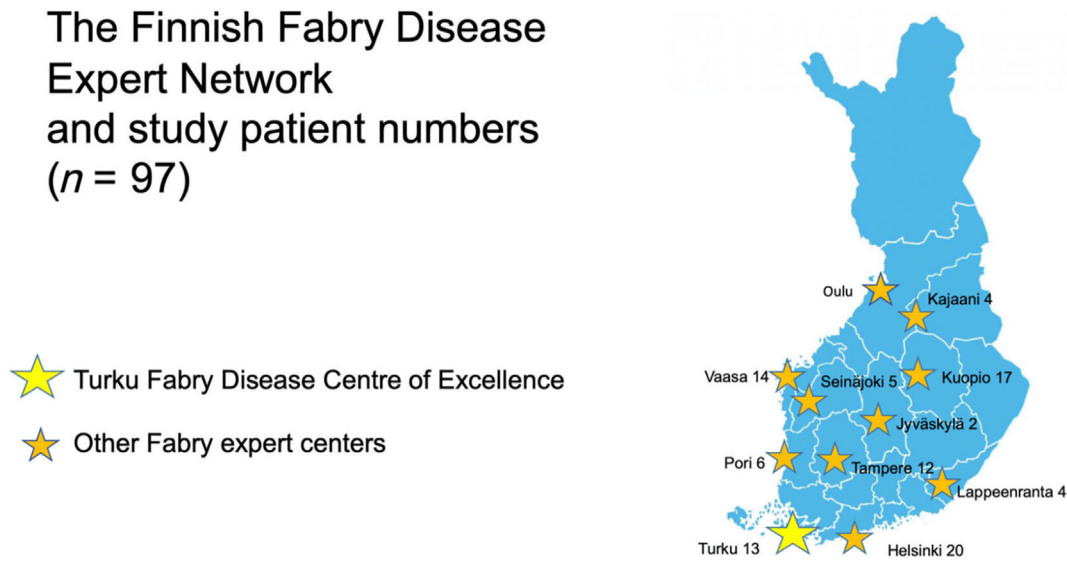 The Finnish Fabry Disease
Expert Network
and study patient numbers
(n = 97)
Turku Fabry Disease Centre of Excellence
Other Fabry expert centers
Oulu
Kajaani 4
Vaasa 14
Seinäjoki 5
Kuopio 17
Jyväskylä 2
Pori 6
Tampere 12
Lappeenranta 4
Turku 13
Helsinki 20